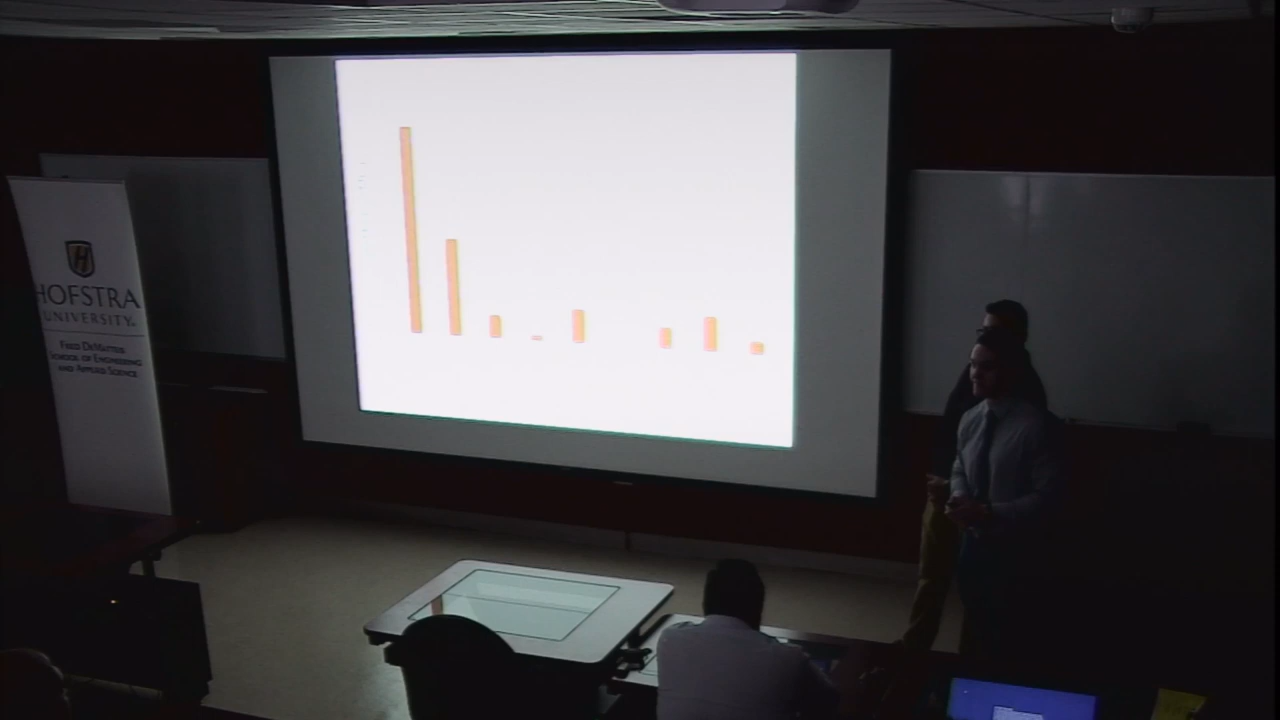 HOFSTRA
UNIVERSITY
FRED DEMATTEIS
SCHOOL OF ENGINEERING
AND APPLIED SCIENCE